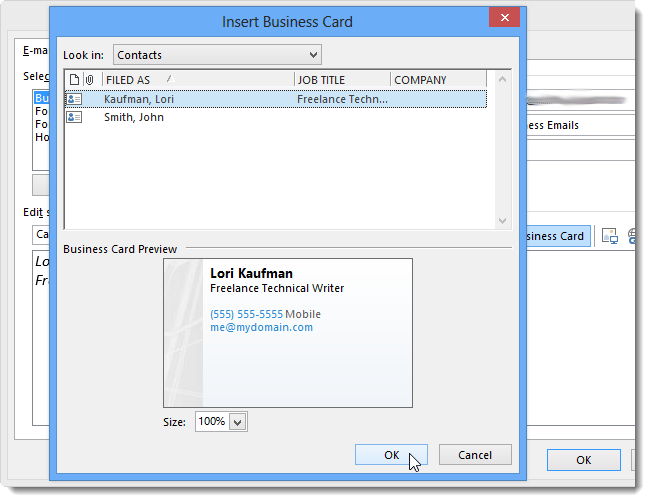 Insert Business Card
E-ma
Look in: Contacts
Selec
FILED AS JOB TITLE COMPANY
Bu
Kaufman, Lori Freelance Techn...
Fo
Smith, John
ess Emails
Fo
Ho
Edit s
Ca
siness Card
Business Card Preview
Lo
Fr
Lori Kaufman
Freelance Technical Writer
(555) 555-5555 Mobile
me@mydomain.com
Size: 100%
OK Cancel
OK